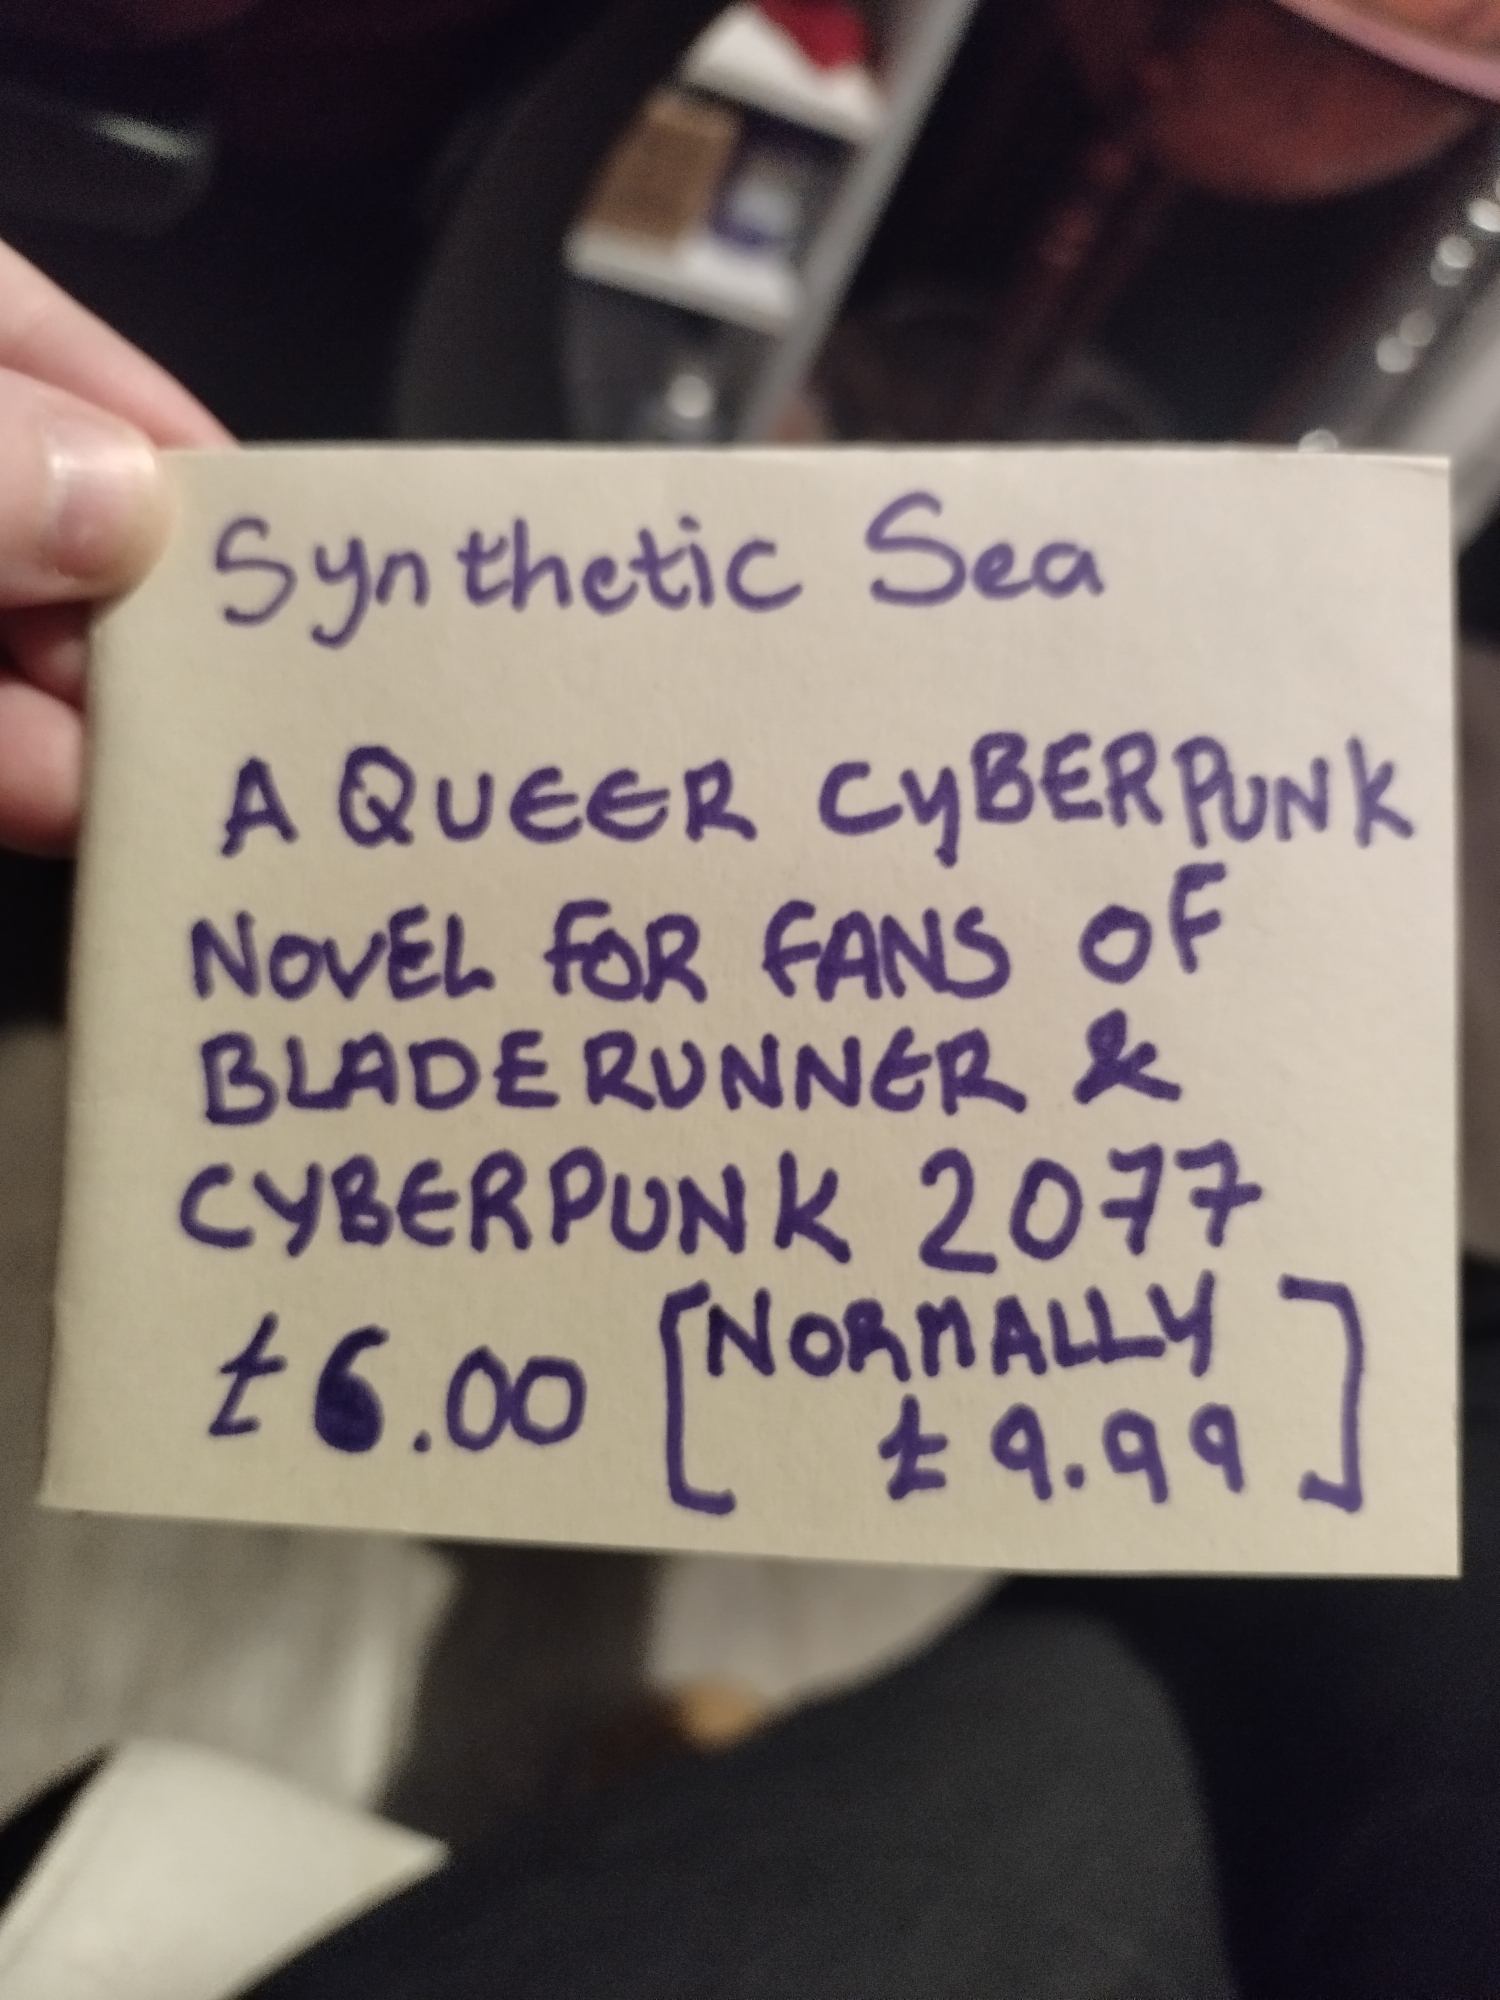 Synthetic Sea
A QUEER CYBERPUNK
NOVEL FOR FANS OF
BLADERUNNER &
CYBERPUNK 2077
£6.00 [NORMALLY
£9.99]